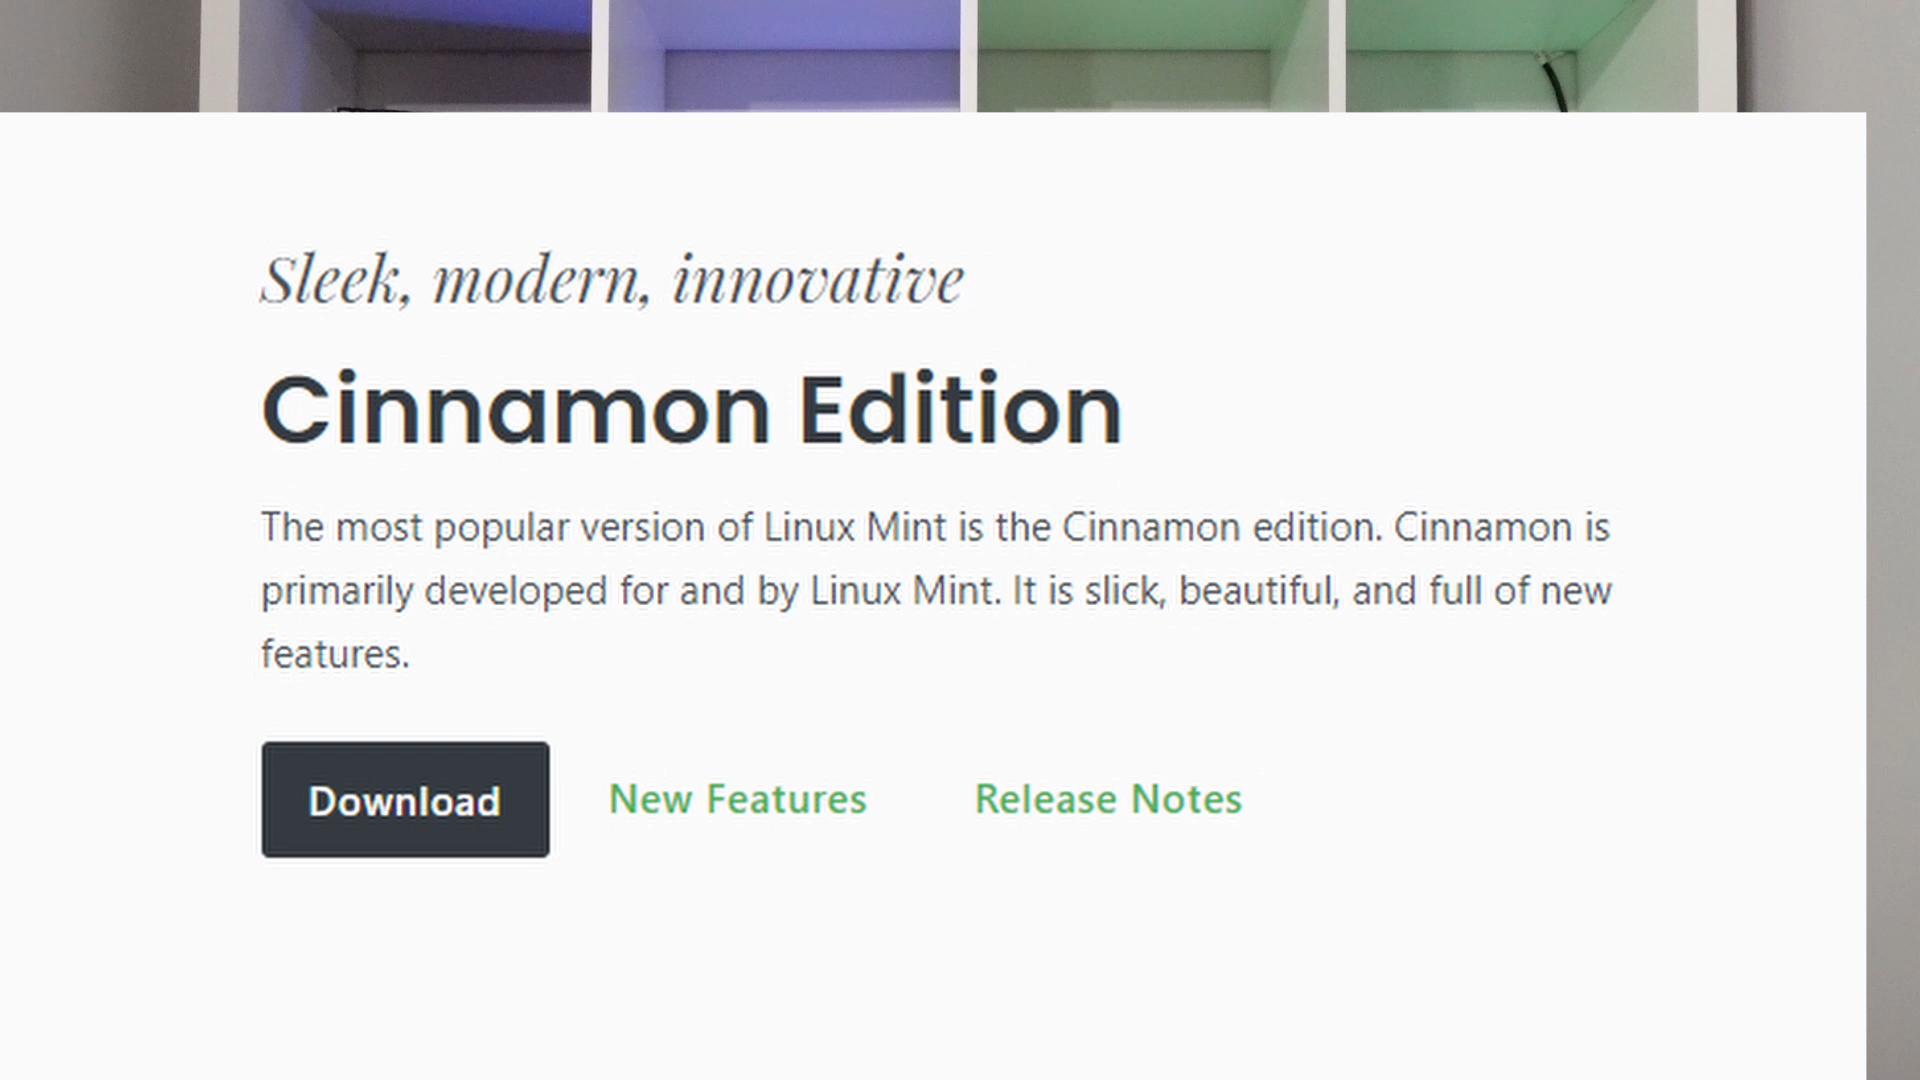 Sleek, modern, innovative
Cinnamon Edition
The most popular version of Linux Mint is the Cinnamon edition. Cinnamon is
primarily developed for and by Linux Mint. It is slick, beautiful, and full of new
features.
Download New Features Release Notes